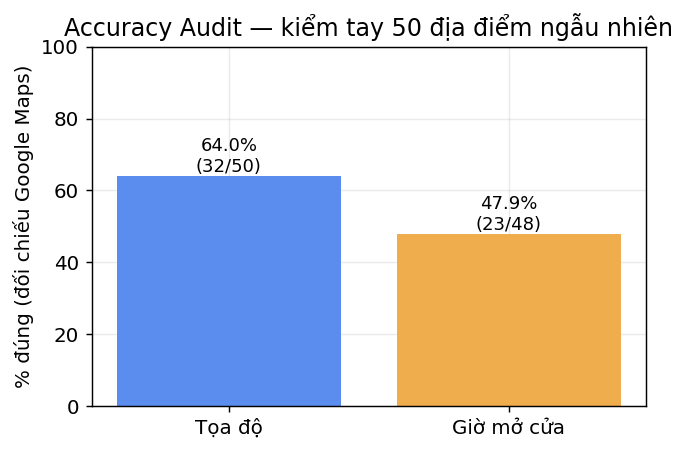 Accuracy Audit — kiểm tay 50 địa điểm ngẫu nhiên
% đúng (đối chiếu Google Maps)
100
80
60
40
20
0
64.0%
(32/50)
47.9%
(23/48)
Tọa độ
Giờ mở cửa